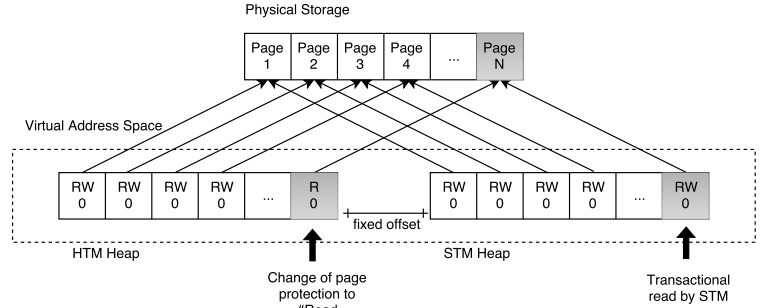 Physical Storage
Page 1
Page 2
Page 3
Page 4
...
Page N
Virtual Address Space
RW 0
RW 0
RW 0
RW 0
...
R 0
fixed offset
RW 0
RW 0
RW 0
RW 0
...
RW 0
HTM Heap
STM Heap
Change of page
protection to
Transactional
read by STM